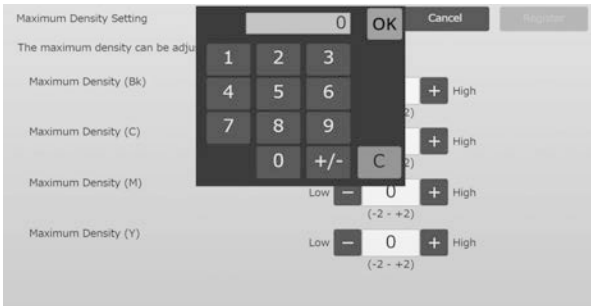 Maximum Density Setting
0 OK
Cancel
Register
The maximum density can be adju
1 2 3
4 5 6
7 8 9
0 +/- C
Maximum Density (Bk)
+ High
2)
Maximum Density (C)
+ High
2)
Maximum Density (M)
Low − 0 + High
(-2 - +2)
Maximum Density (Y)
Low − 0 + High
(-2 - +2)